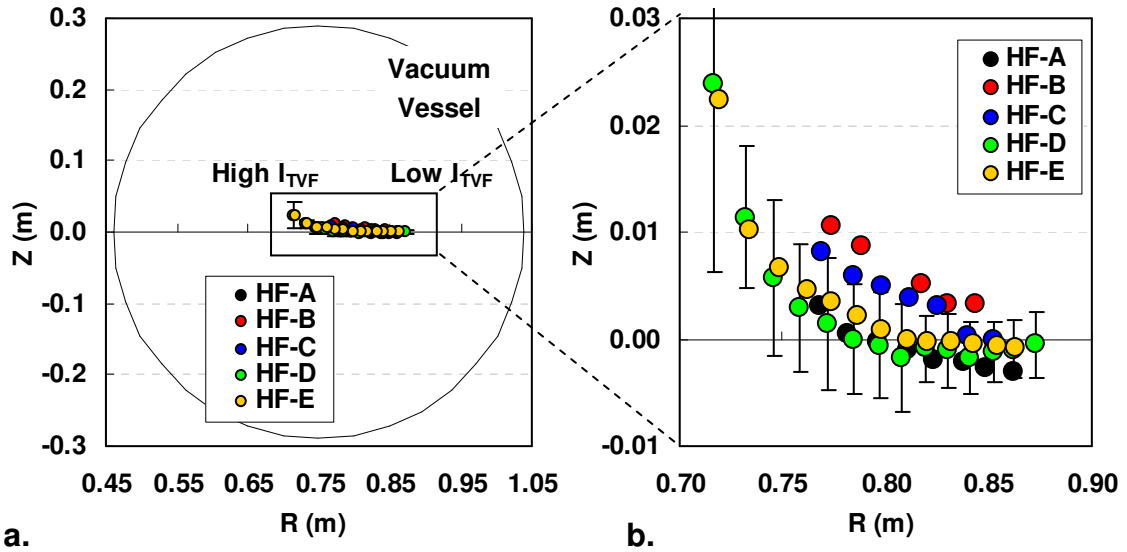 0.3
0.2
0.1
0.0
-0.1
-0.2
-0.3
Z (m)
0.45 0.55 0.65 0.75 0.85 0.95 1.05
R (m)
Vacuum
Vessel
High I_TVF
Low I_TVF
HF-A
HF-B
HF-C
HF-D
HF-E
a.
0.03
0.02
0.01
0.00
-0.01
Z (m)
0.70 0.75 0.80 0.85 0.90
R (m)
HF-A
HF-B
HF-C
HF-D
HF-E
b.